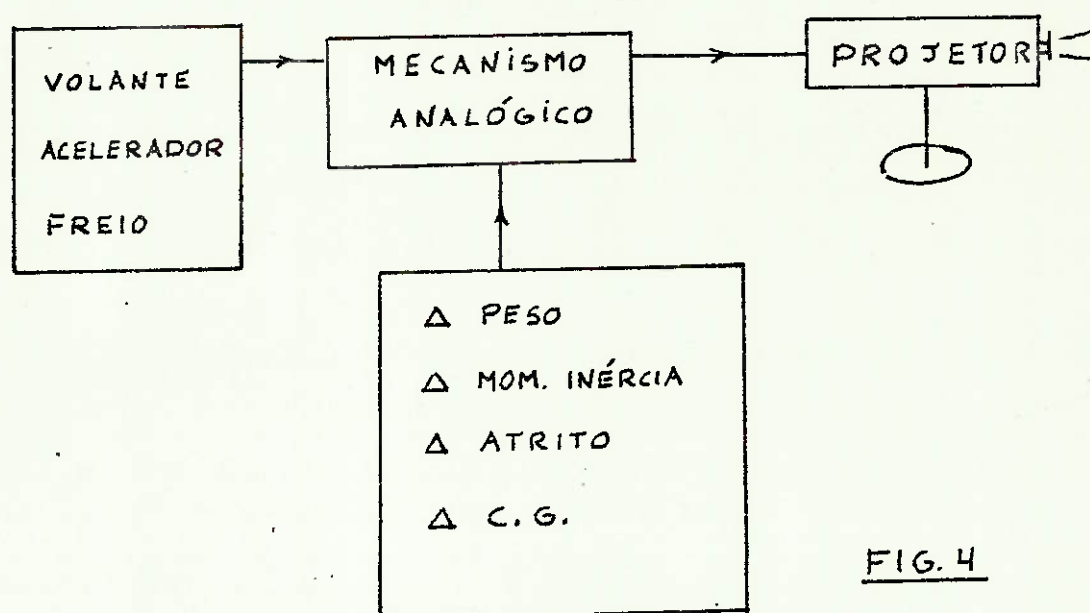 VOLANTE
ACELERADOR
FREIO
MECANISMO
ANALÓGICO
PROJETOR
Δ PESO
Δ MOM. INÉRCIA
Δ ATRITO
Δ C. G.
FIG. 4